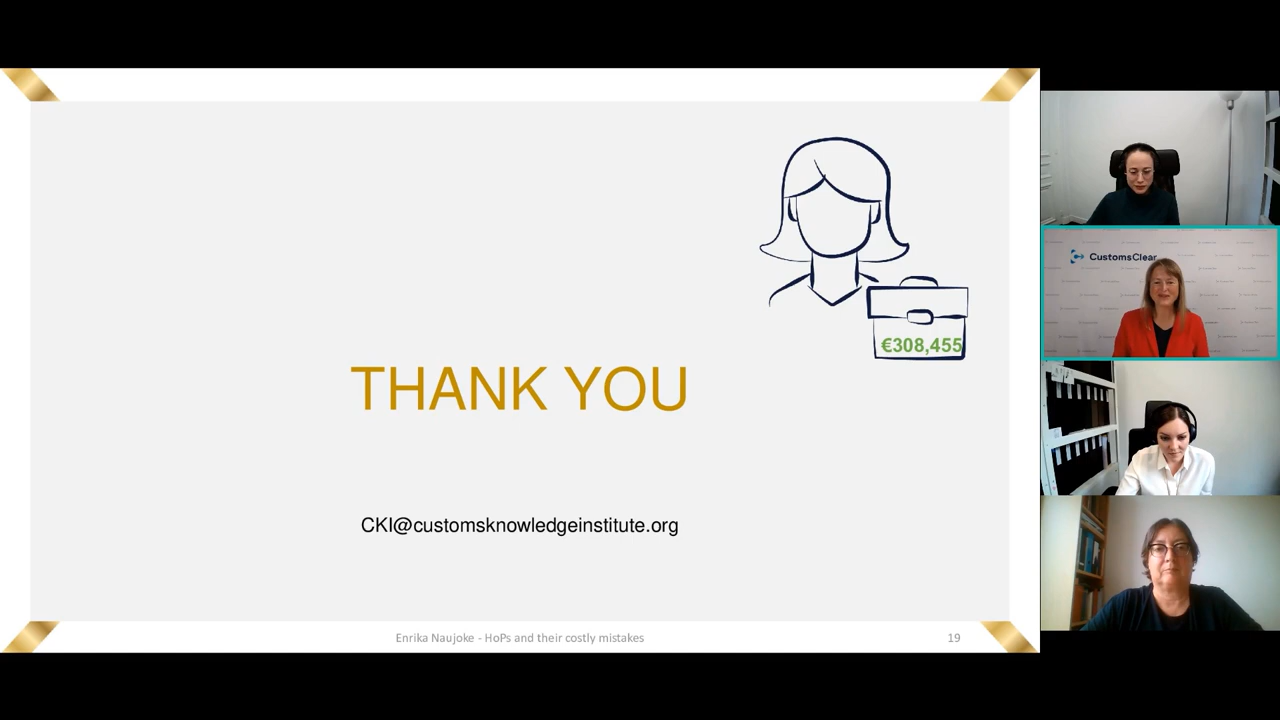 €308,455
THANK YOU
CKI@customsknowledgeinstitute.org
Enrika Naujoke - HoPs and their costly mistakes
19
CustomsClear